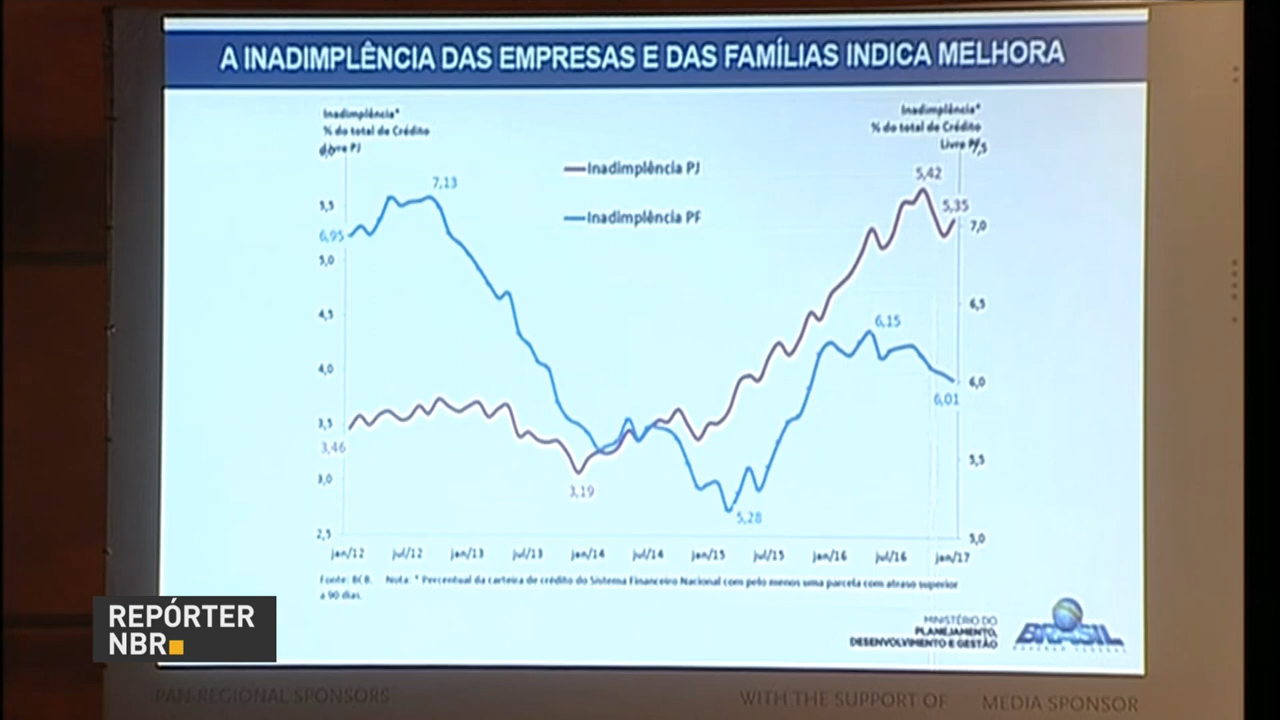 A INADIMPLÊNCIA DAS EMPRESAS E DAS FAMÍLIAS INDICA MELHORA
Inadimplência*
% do total de Crédito
Livre PJ
Inadimplência*
% do total de Crédito
Livre PF
Inadimplência PJ
Inadimplência PF
6,0
5,5
5,0
4,5
4,0
3,5
3,0
2,5
7,5
7,0
6,5
6,0
5,5
5,0
7,13
6,95
3,46
3,19
5,28
6,15
5,42
5,35
6,01
jan/12 jul/12 jan/13 jul/13 jan/14 jul/14 jan/15 jul/15 jan/16 jul/16 jan/17
Fonte: BCB. Nota: * Percentual da carteira de crédito do Sistema Financeiro Nacional com pelo menos uma parcela com atraso superior
a 90 dias.
REPÓRTER
NBR
MINISTÉRIO DO
PLANEJAMENTO,
DESENVOLVIMENTO E GESTÃO
BRASIL
GOVERNO FEDERAL
PAN-REGIONAL SPONSORS
WITH THE SUPPORT OF
MEDIA SPONSOR